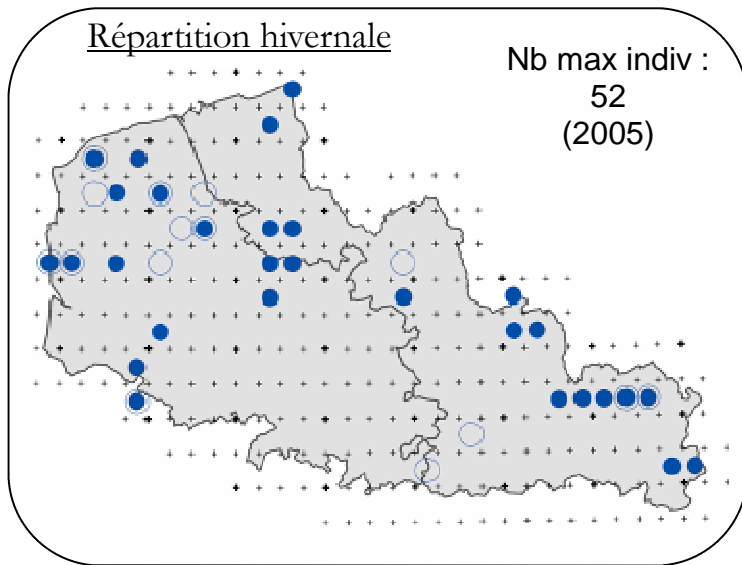 Répartition hivernale
Nb max indiv :
52
(2005)